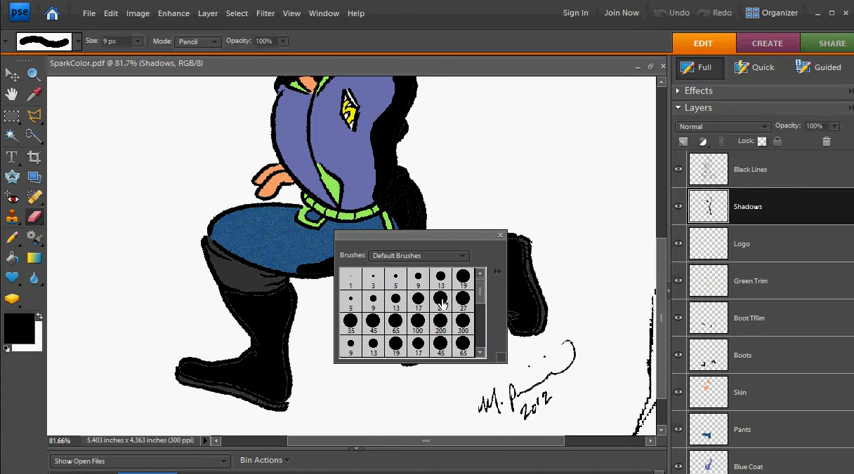 pse File Edit Image Enhance Layer Select Filter View Window Help Sign In Join Now Undo Redo Organizer
Size: 9 px Mode: Pencil Opacity: 100% EDIT CREATE SHARE
SparkColor.pdf @ 81.7% (Shadows, RGB/8) Full Quick Guided
Effects
Layers
Normal Opacity: 100%
Lock:
Black Lines
Shadows
Logo
Green Trim
Boot TRim
Boots
Skin
Pants
Blue Coat
Brushes: Default Brushes
1 3 5 9 13 19
5 9 13 17 27
35 45 65 100 200 300
9 13 19 17 45 65
2012
81.66% 5.403 inches x 4.363 inches (300 ppi)
Show Open Files Bin Actions